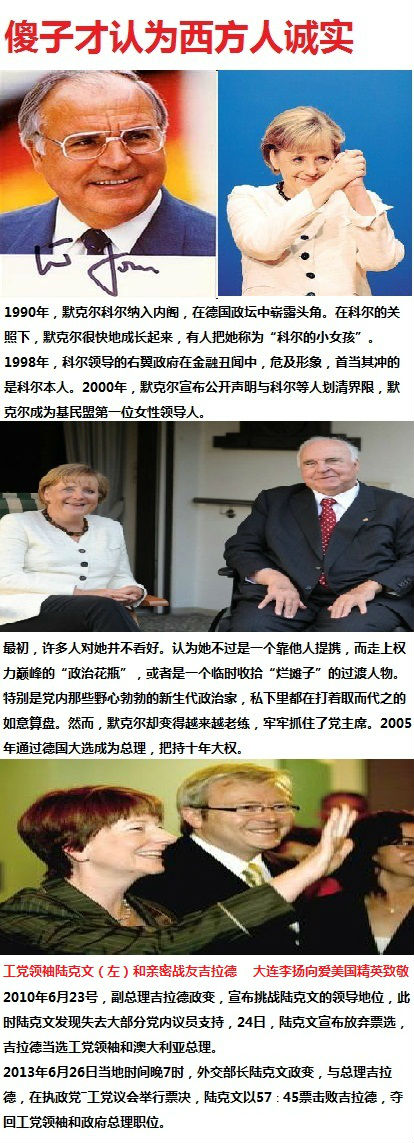 傻子才认为西方人诚实
1990年，默克尔科尔纳入内阁，在德国政坛中崭露头角。在科尔的关
照下，默克尔很快地成长起来，有人把她称为“科尔的小女孩”。
1998年，科尔领导的右翼政府在金融丑闻中，危及形象，首当其冲的
是科尔本人。2000年，默克尔宣布公开声明与科尔等人划清界限，默
克尔成为基民盟第一位女性领导人。
最初，许多人对她并不看好。认为她不过是一个靠他人提携，而走上权
力巅峰的“政治花瓶”，或者是一个临时收拾“烂摊子”的过渡人物。
特别是党内那些野心勃勃的新生代政治家，私下里都在打着取而代之的
如意算盘。然而，默克尔却变得越来越老练，牢牢抓住了党主席。2005
年通过德国大选成为总理，把持十年大权。
工党领袖陆克文（左）和亲密战友吉拉德 大连李扬向爱美国精英致敬
2010年6月23号，副总理吉拉德政变，宣布挑战陆克文的领导地位，此
时陆克文发现失去大部分党内议员支持，24日，陆克文宣布放弃票选，
吉拉德当选工党领袖和澳大利亚总理。
2013年6月26日当地时间晚7时，外交部长陆克文政变，与总理吉拉
德，在执政党¨工党议会举行票决，陆克文以57：45票击败吉拉德，夺
回工党领袖和政府总理职位。